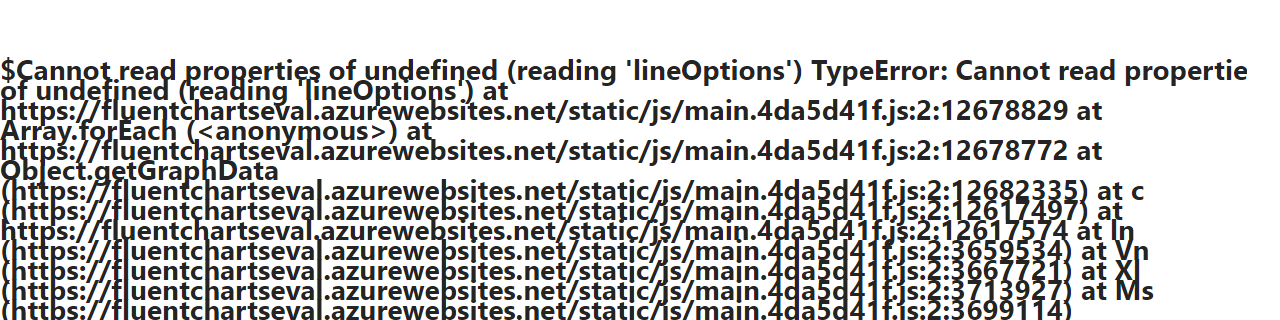 $Cannot read properties of undefined (reading 'lineOptions') TypeError: Cannot read propertie
of undefined (reading 'lineOptions') at
https://fluentchartseval.azurewebsites.net/static/js/main.4da5d41f.js:2:12678829 at
Array.forEach (<anonymous>) at
https://fluentchartseval.azurewebsites.net/static/js/main.4da5d41f.js:2:12678772 at
Object.getGraphData
(https://fluentchartseval.azurewebsites.net/static/js/main.4da5d41f.js:2:12682335) at c
(https://fluentchartseval.azurewebsites.net/static/js/main.4da5d41f.js:2:12617497) at
https://fluentchartseval.azurewebsites.net/static/js/main.4da5d41f.js:2:12617574 at ln
(https://fluentchartseval.azurewebsites.net/static/js/main.4da5d41f.js:2:3659534) at Vn
(https://fluentchartseval.azurewebsites.net/static/js/main.4da5d41f.js:2:3667721) at Xl
(https://fluentchartseval.azurewebsites.net/static/js/main.4da5d41f.js:2:3713927) at Ms
(https://fluentchartseval.azurewebsites.net/static/js/main.4da5d41f.js:2:3699114)